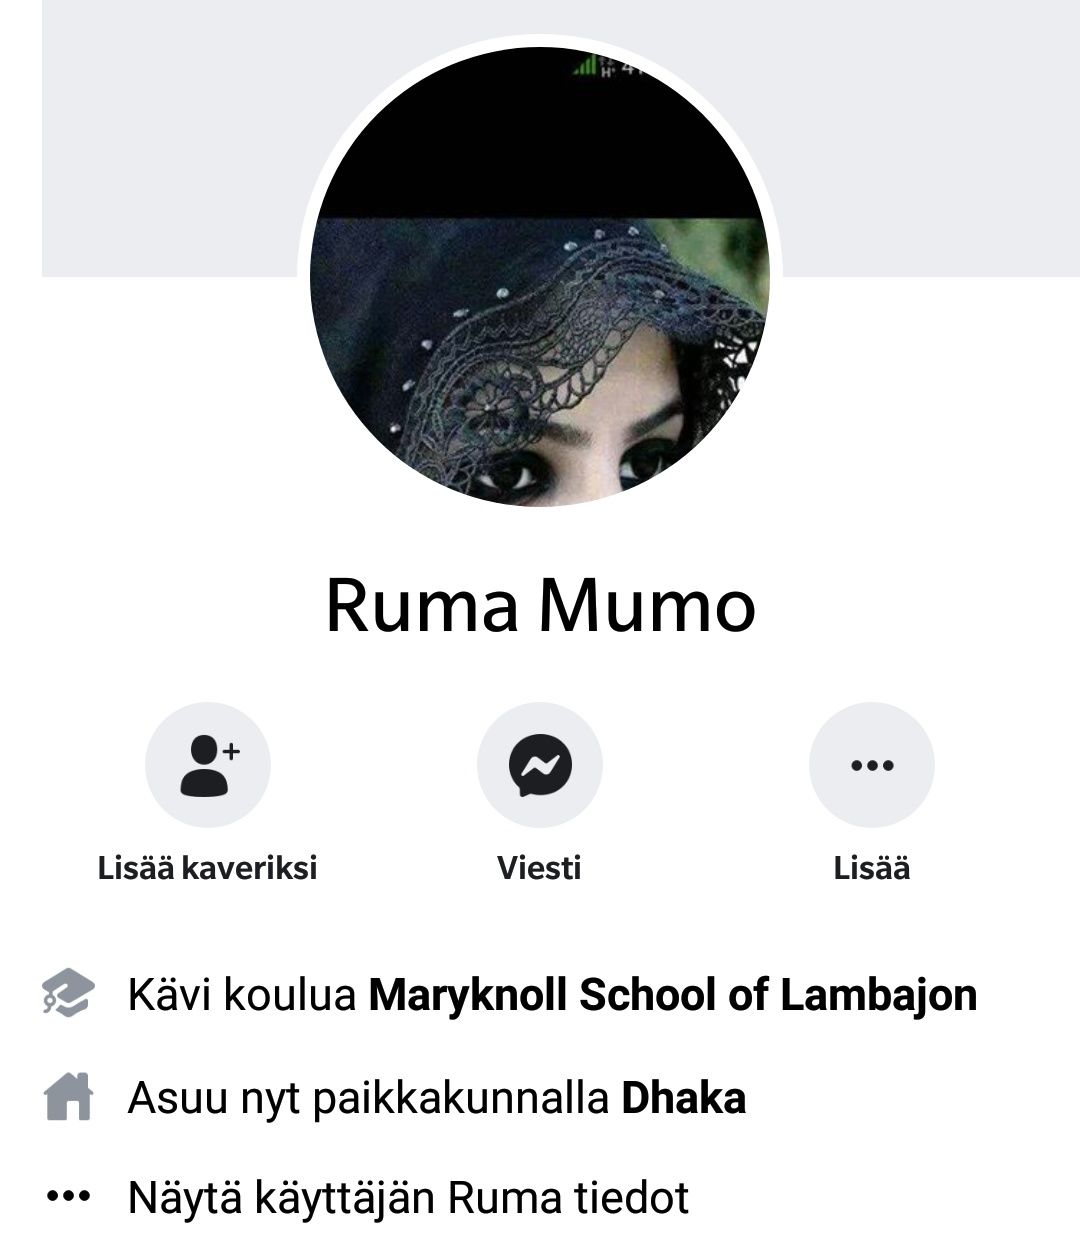 Ruma Mumo
Lisää kaveriksi
Viesti
Lisää
Kävi koulua Maryknoll School of Lambajon
Asuu nyt paikkakunnalla Dhaka
Näytä käyttäjän Ruma tiedot